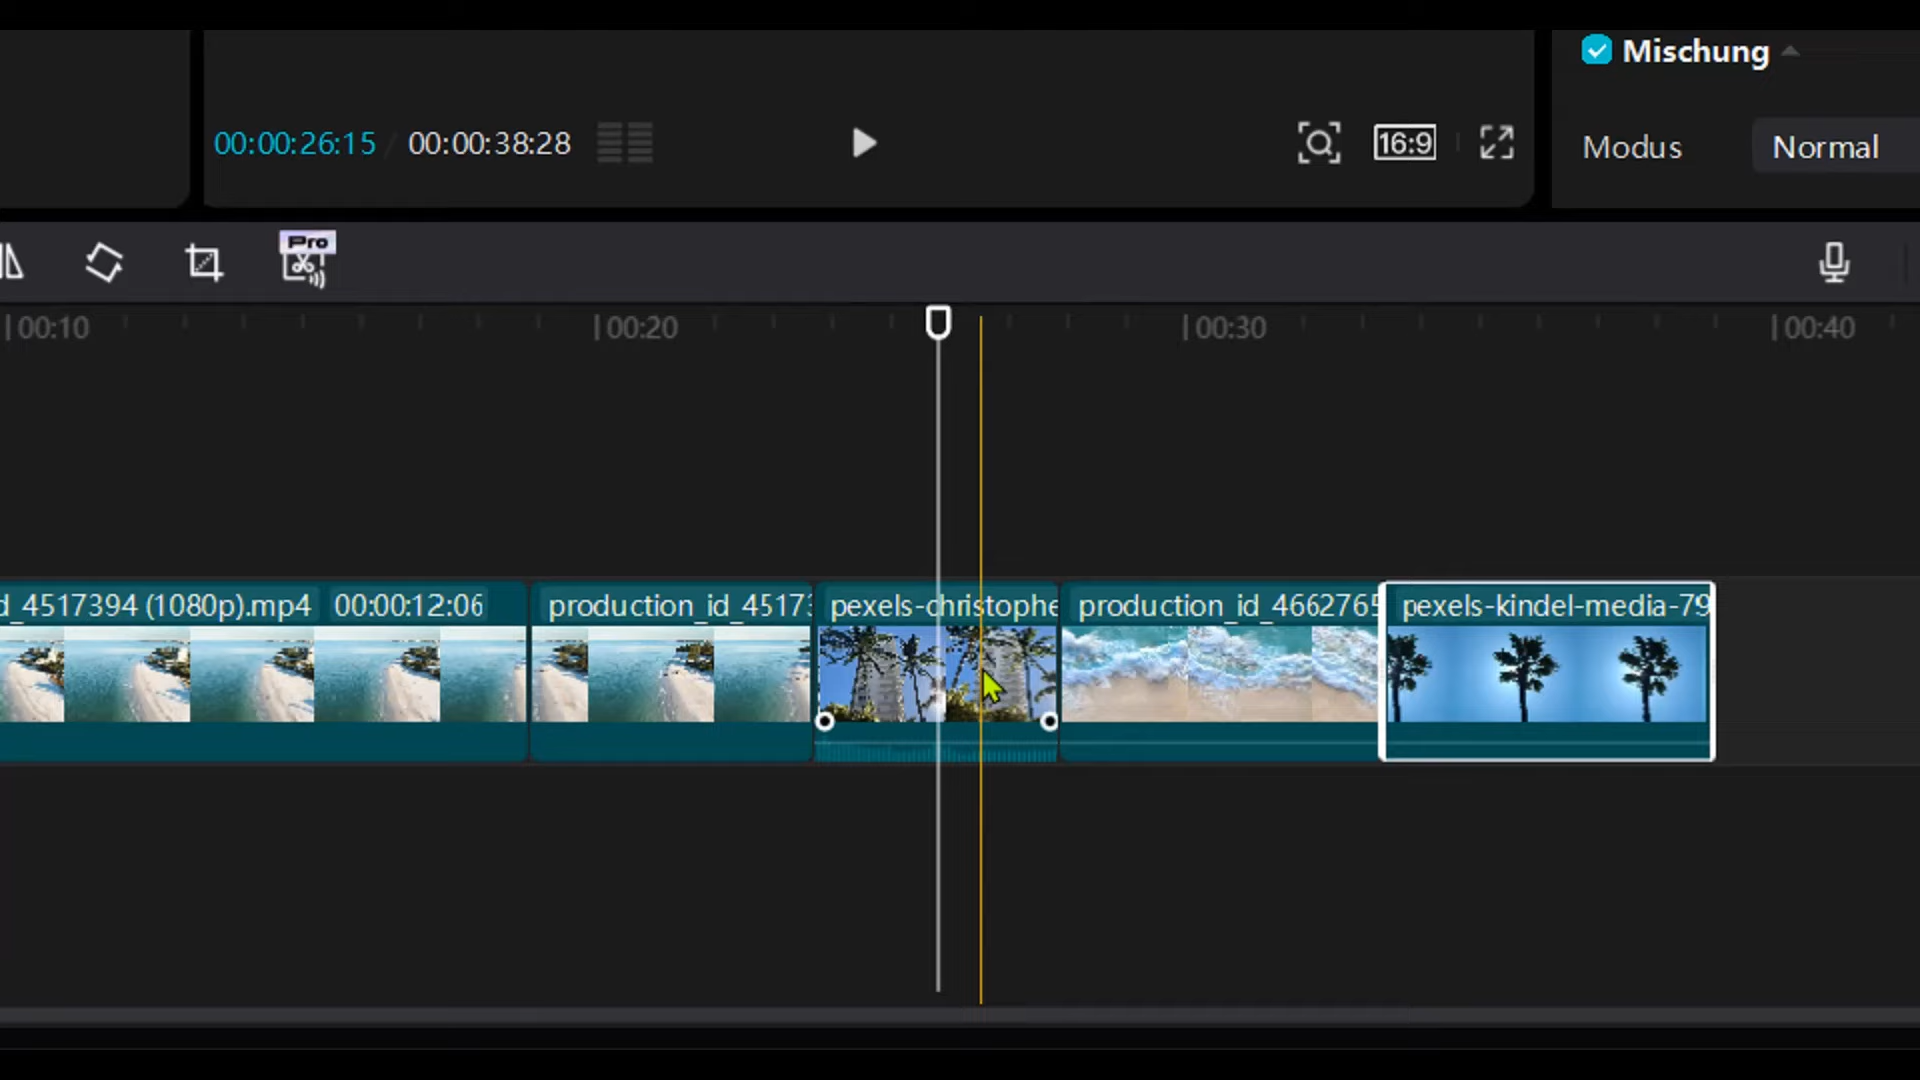 Mischung
00:00:26:15 / 00:00:38:28
16:9
Modus Normal
Pro
00:10 00:20 00:30 00:40
d_4517394 (1080p).mp4 00:00:12:06 production_id_4517 pexels-christophe production_id_4662765 pexels-kindel-media-79